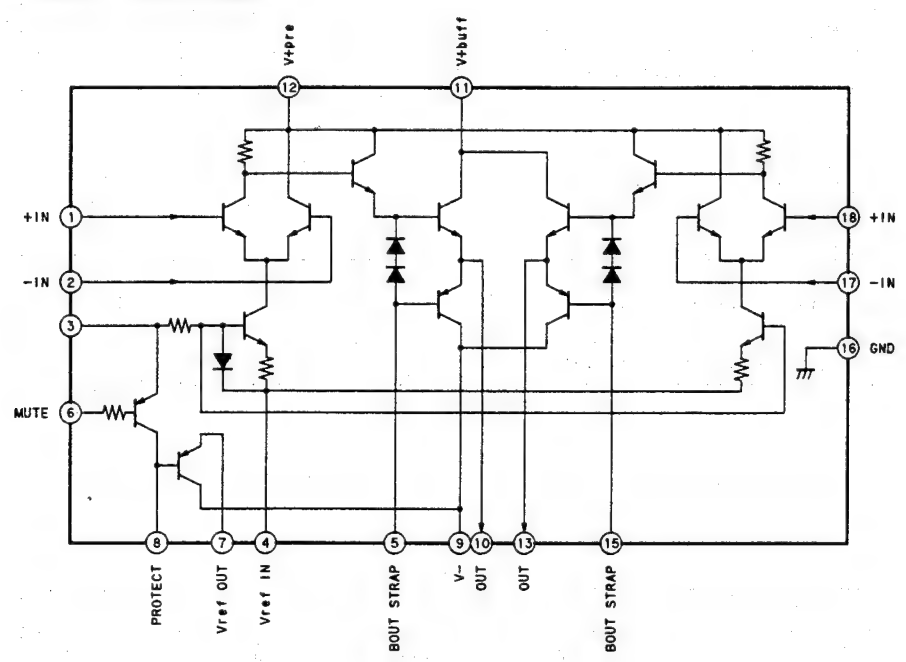 V+pre
V+buff
12
11
+IN 1
18 +IN
-IN 2
17 -IN
3
16 GND
MUTE 6
8 7 4 5 9 10 13 15
PROTECT
Vref OUT
Vref IN
BOUT STRAP
V-
OUT
OUT
BOUT STRAP